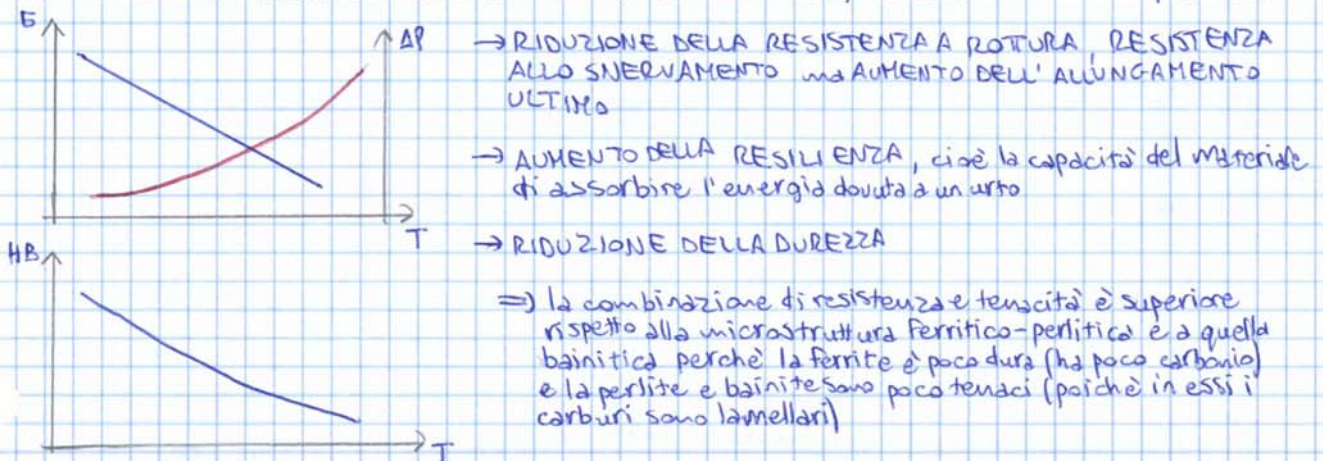 б
Δl
→ RIDUZIONE DELLA RESISTENZA A ROTTURA, RESISTENZA
ALLO SNERVAMENTO ma AUMENTO DELL'ALLUNGAMENTO
ULTIMO
→ AUMENTO DELLA RESILIENZA, cioè la capacità del materiale
di assorbire l'energia dovuta a un urto
T
→ RIDUZIONE DELLA DUREZZA
HB
⇒ la combinazione di resistenza e tenacità è superiore
rispetto alla microstruttura ferritico-perlitica e a quella
bainitica perchè la ferrite è poco dura (ha poco carbonio)
e la perlite e bainite sono poco tenaci (poichè in essi i
carburi sono lamellari)
T